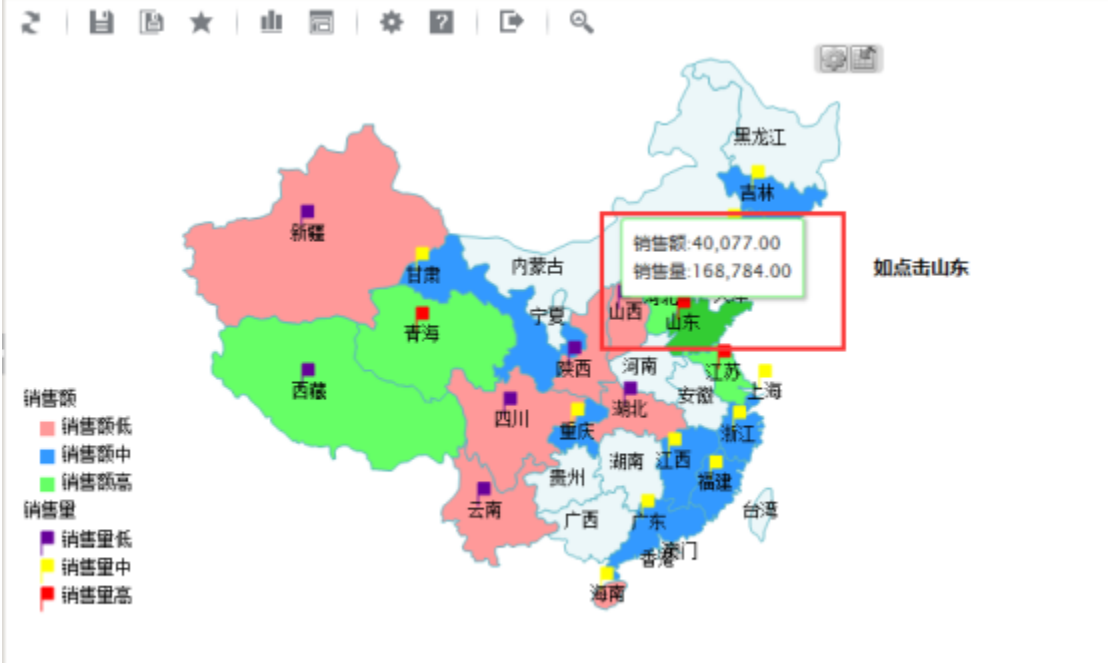 黑龙江
吉林
新疆
销售额:40,077.00
如点击山东
内蒙古
甘肃
销售量:168,784.00
河北
天津
宁夏
山西
山东
青海
陕西
河南
江苏
西藏
安徽
上海
销售额
四川
湖北
销售额低
重庆
浙江
销售额中
湖南
江西
贵州
福建
销售额高
销售量
云南
广西
广东
台湾
销售量低
香港
澳门
销售量中
海南
销售量高